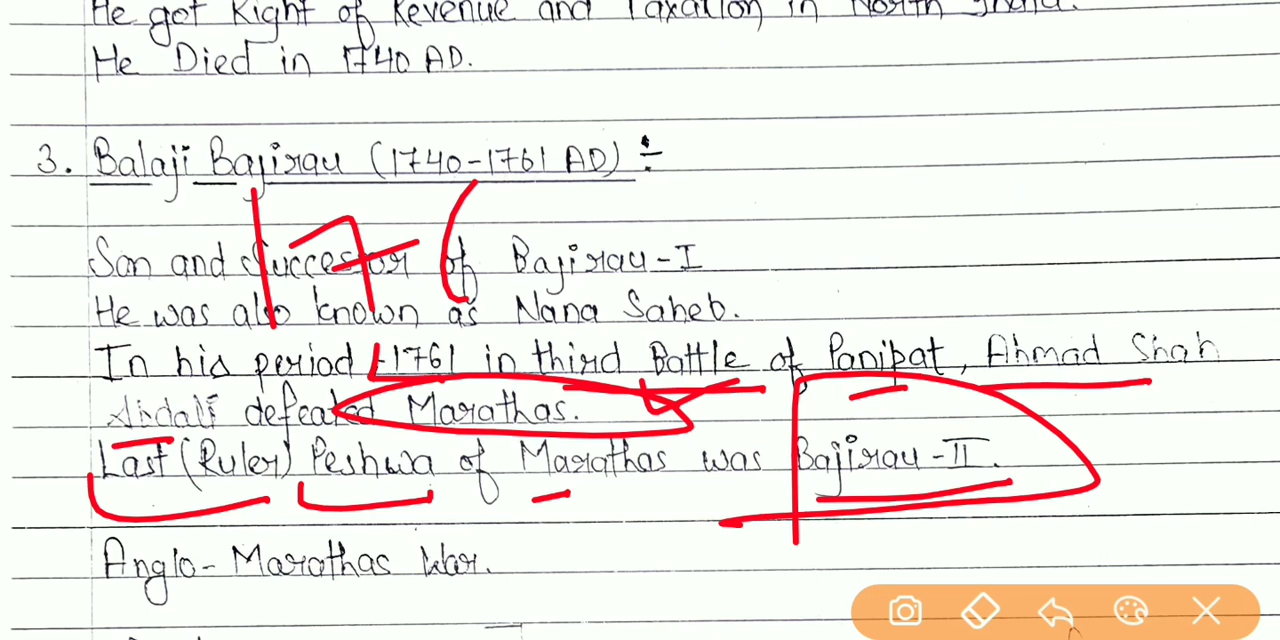 He got Right of Revenue and Taxation in North India.
He Died in 1740 AD.
3. Balaji Bajirau (1740-1761 AD) :-
Son and Successor of Bajirau-I
176
He was also known as Nana Saheb.
In his period -1761 in third Battle of Panipat, Ahmad Shah
Abdali defeated Marathas.
Last (Ruler) Peshwa of Marathas was Bajirau-II.
Anglo-Marathas War.